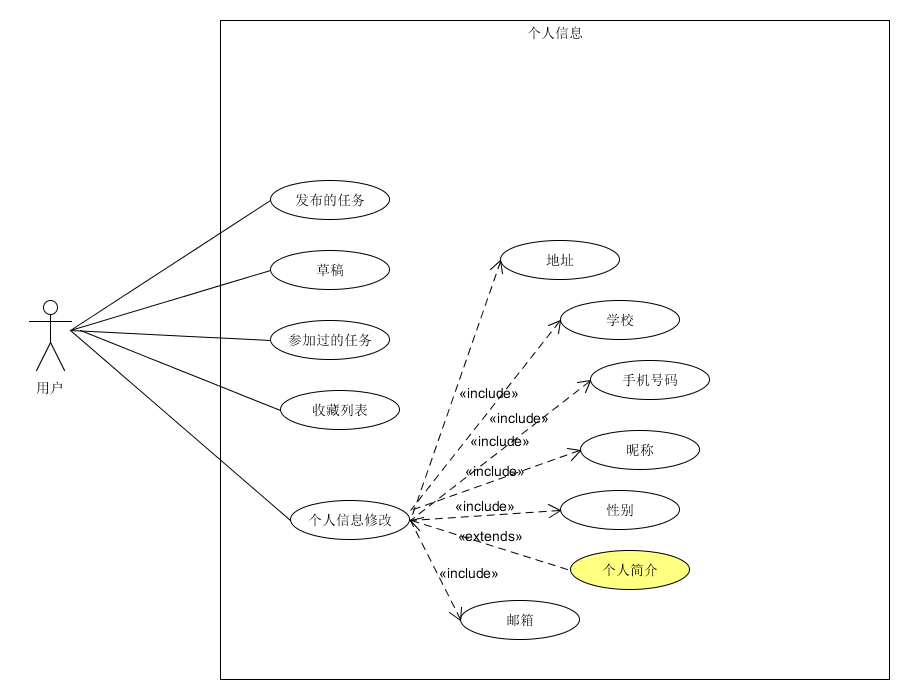 个人信息
发布的任务
地址
草稿
学校
参加过的任务
用户
手机号码
«include»
收藏列表
«include»
«include»
昵称
«include»
«include»
性别
个人信息修改
«extends»
个人简介
«include»
邮箱